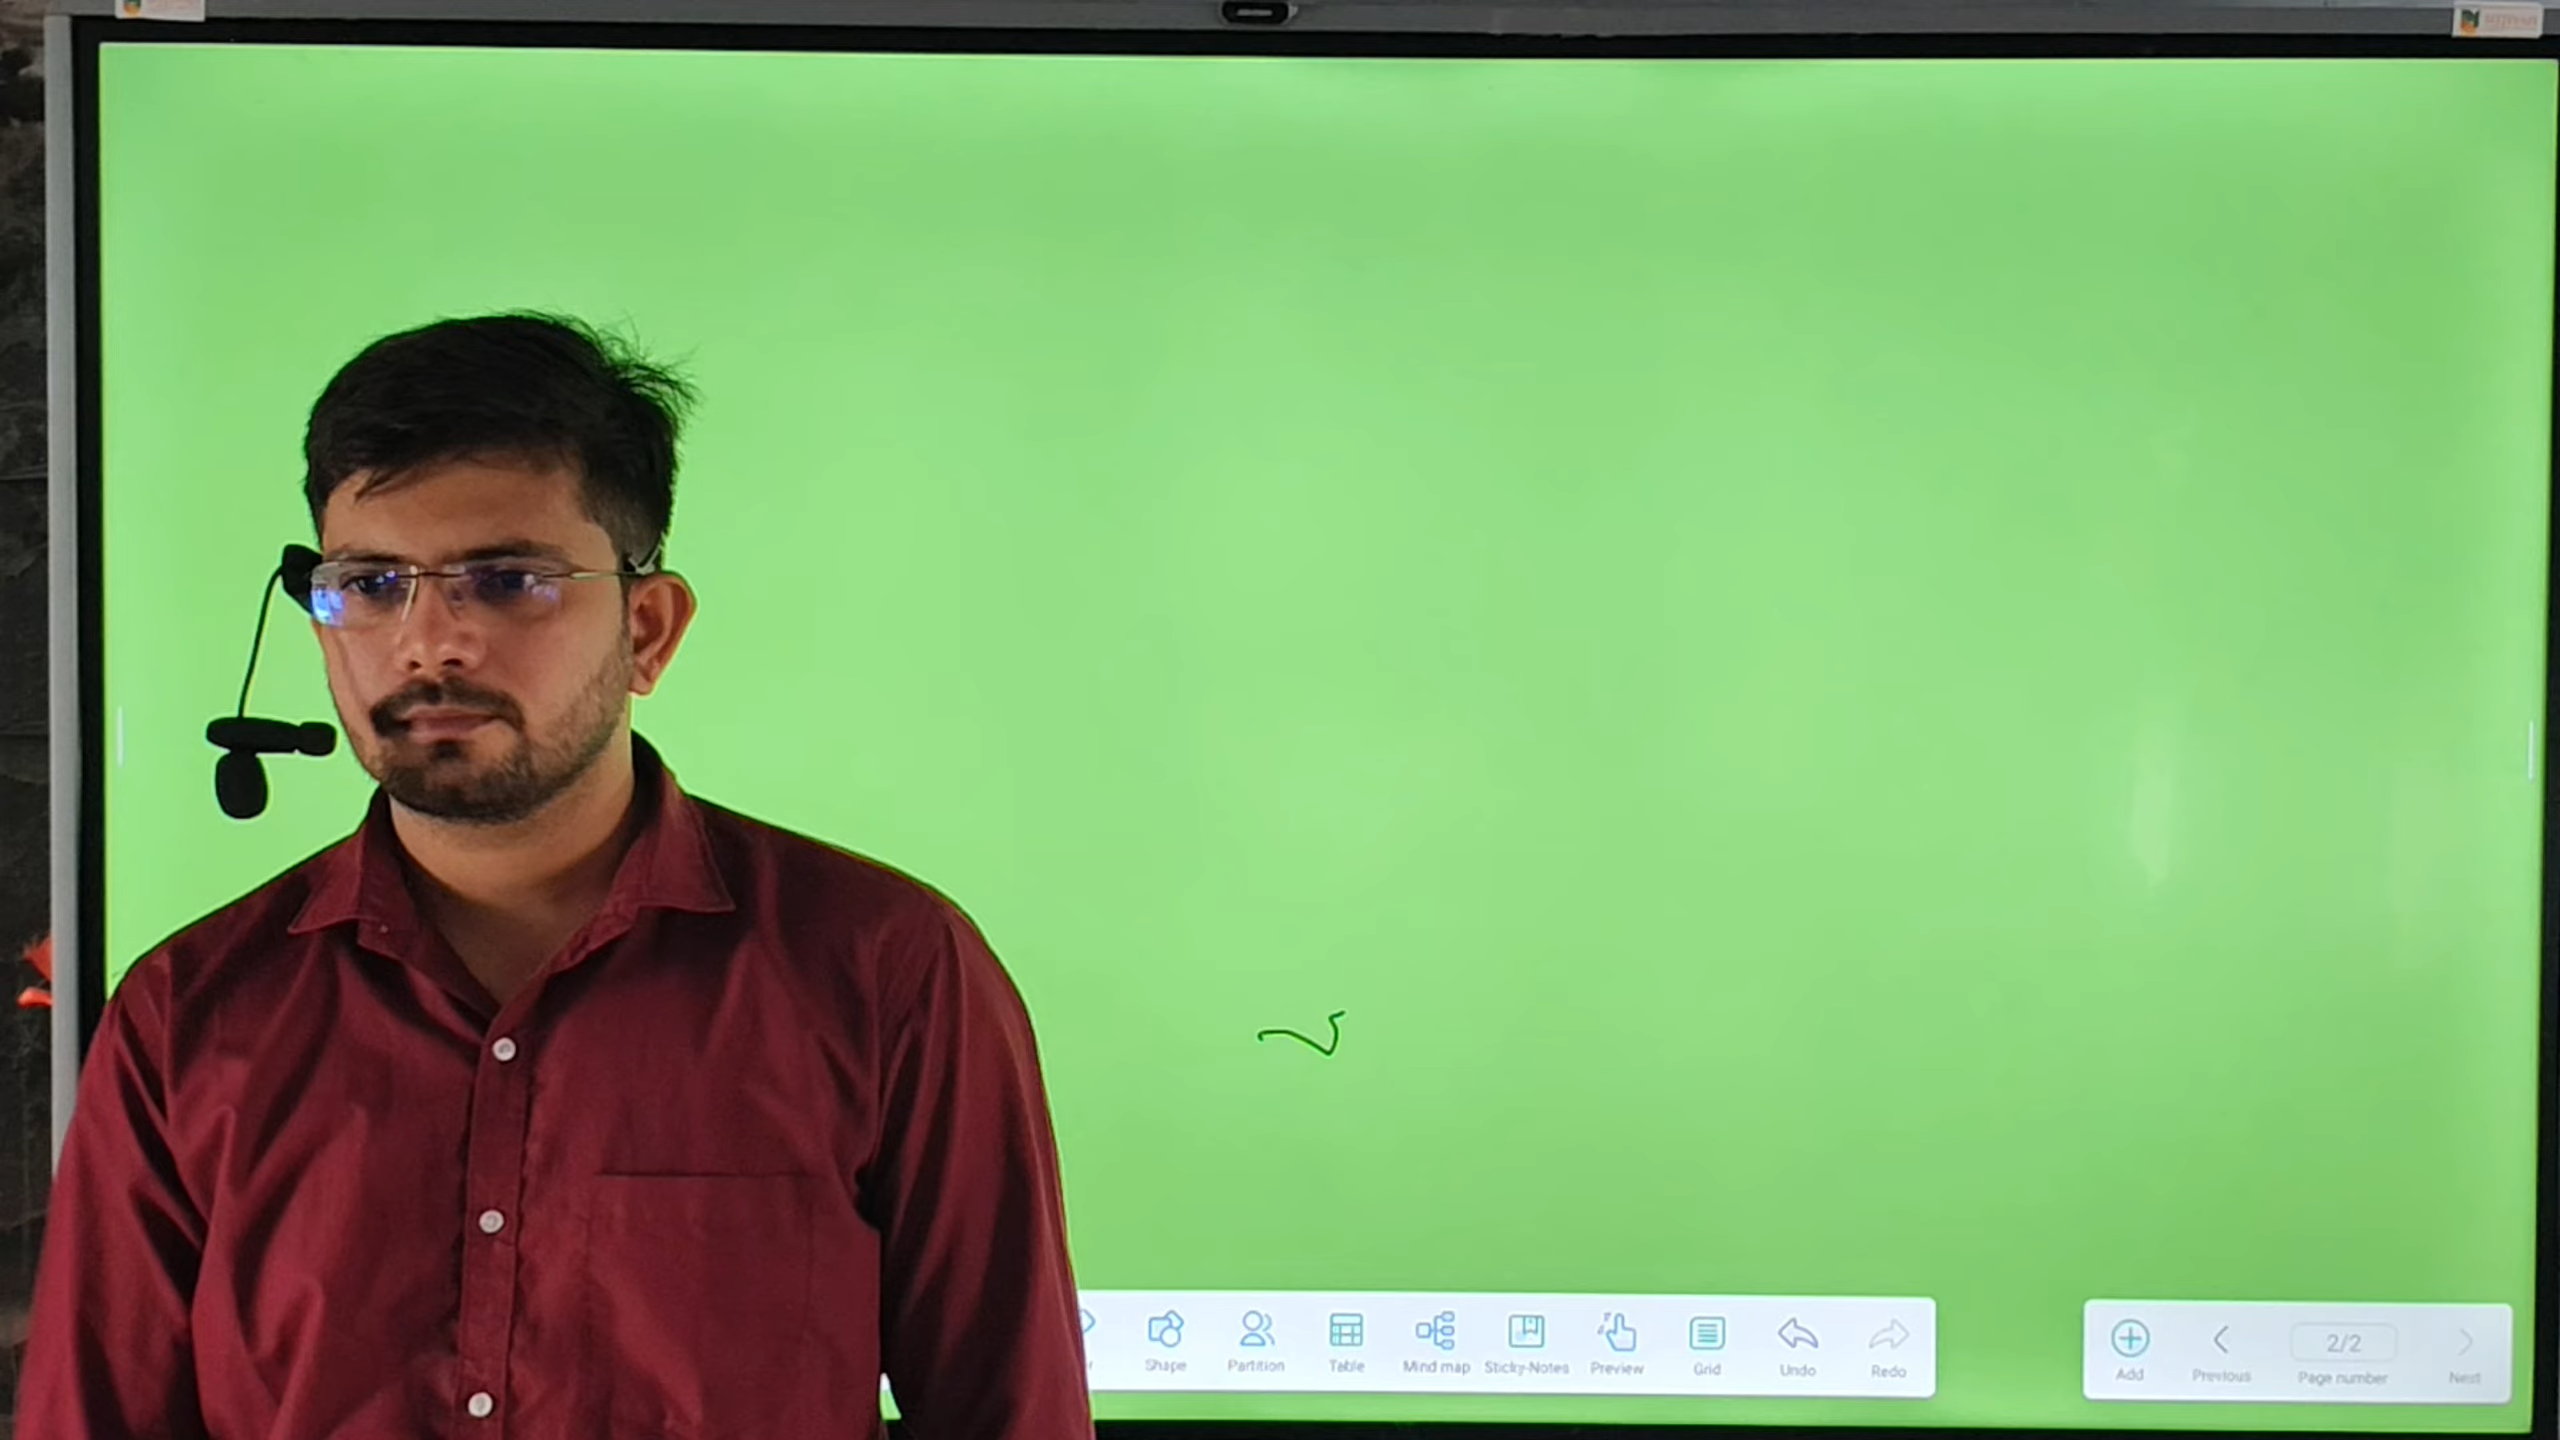 Shape Partition Table Mind map Sticky-Notes Preview Grid Undo Redo
Add Previous 2/2 Page number Next